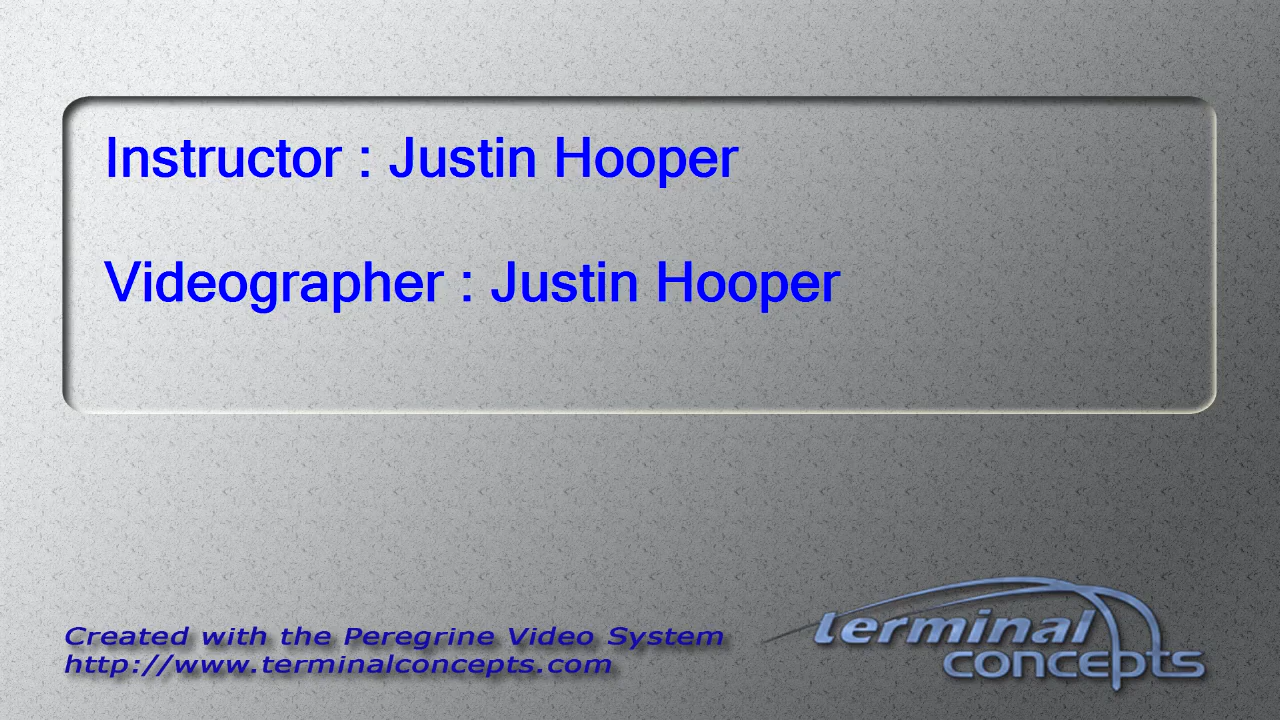 Instructor : Justin Hooper
Videographer : Justin Hooper
Created with the Peregrine Video System
http://www.terminalconcepts.com
terminal
concepts